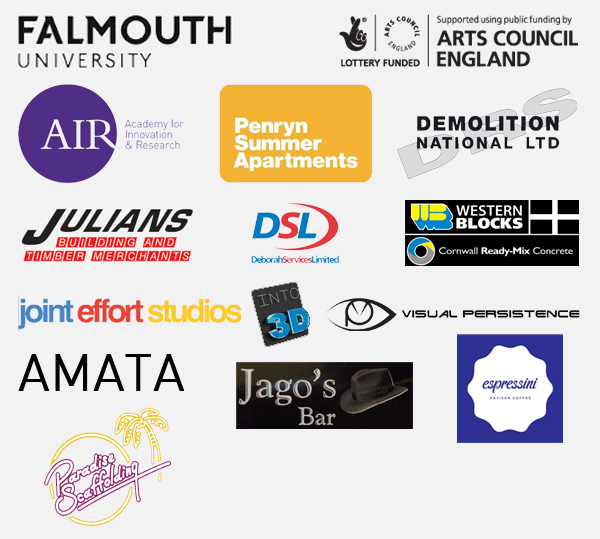 FALMOUTH
UNIVERSITY
LOTTERY FUNDED
ARTS COUNCIL
ENGLAND
Supported using public funding by
ARTS COUNCIL
ENGLAND
AIR
Academy for
Innovation
& Research
Penryn
Summer
Apartments
DRS
DEMOLITION
NATIONAL LTD
JULIANS
BUILDING AND
TIMBER MERCHANTS
DSL
DeborahServicesLimited
WB
WESTERN
BLOCKS
Cornwall Ready-Mix Concrete
joint effort studios
INTO
3D
VISUAL PERSISTENCE
AMATA
Jago's
Bar
espressini
ARTISAN COFFEE
Paradise
Scaffolding